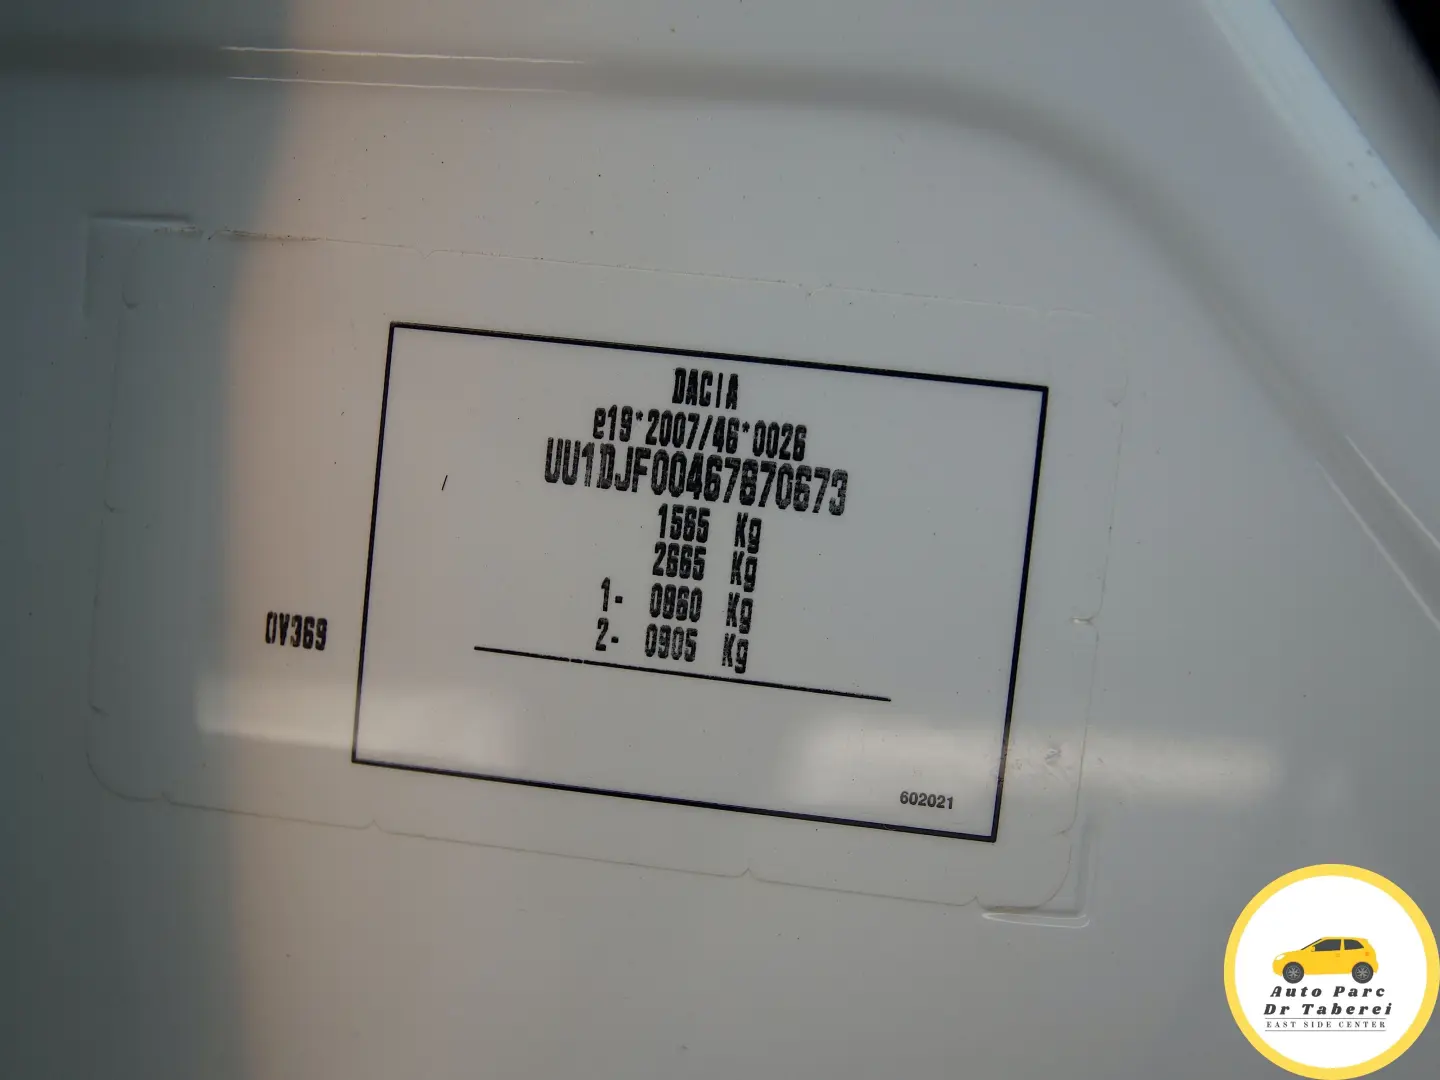 DACIA
e19*2007/46*0026
UU1DJF00467870673
1565 Kg
2665 Kg
1- 0860 Kg
2- 0905 Kg
0V369
602021
Auto Parc
Dr Taberei
EAST SIDE CENTER